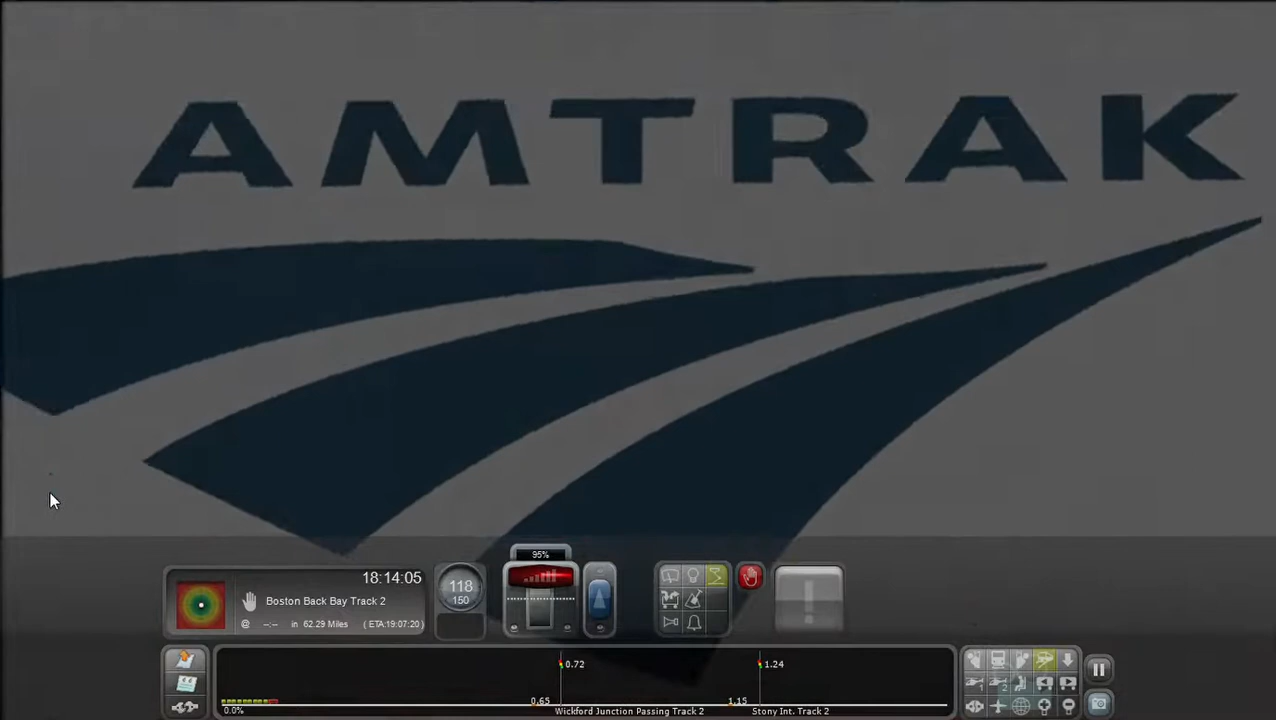 AMTRAK
95%
18:14:05
Boston Back Bay Track 2
@ --:-- in 62.29 Miles ( ETA:19:07:20)
118
150
0.72
1.24
0.65
1.15
0.0%
Wickford Junction Passing Track 2
Stony Int. Track 2
1
2